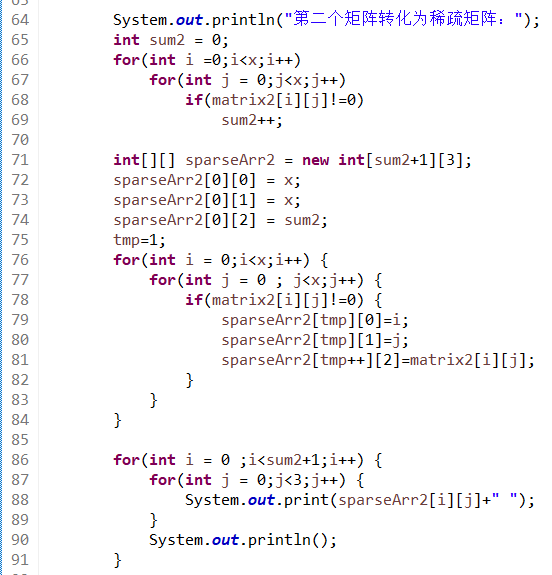 64 System.out.println("第二个矩阵转化为稀疏矩阵：");
65 int sum2 = 0;
66 for(int i =0;i<x;i++)
67 for(int j = 0;j<x;j++)
68 if(matrix2[i][j]!=0)
69 sum2++;
70
71 int[][] sparseArr2 = new int[sum2+1][3];
72 sparseArr2[0][0] = x;
73 sparseArr2[0][1] = x;
74 sparseArr2[0][2] = sum2;
75 tmp=1;
76 for(int i = 0;i<x;i++) {
77 for(int j = 0 ; j<x;j++) {
78 if(matrix2[i][j]!=0) {
79 sparseArr2[tmp][0]=i;
80 sparseArr2[tmp][1]=j;
81 sparseArr2[tmp++][2]=matrix2[i][j];
82 }
83 }
84 }
85
86 for(int i = 0 ;i<sum2+1;i++) {
87 for(int j = 0;j<3;j++) {
88 System.out.print(sparseArr2[i][j]+" ");
89 }
90 System.out.println();
91 }